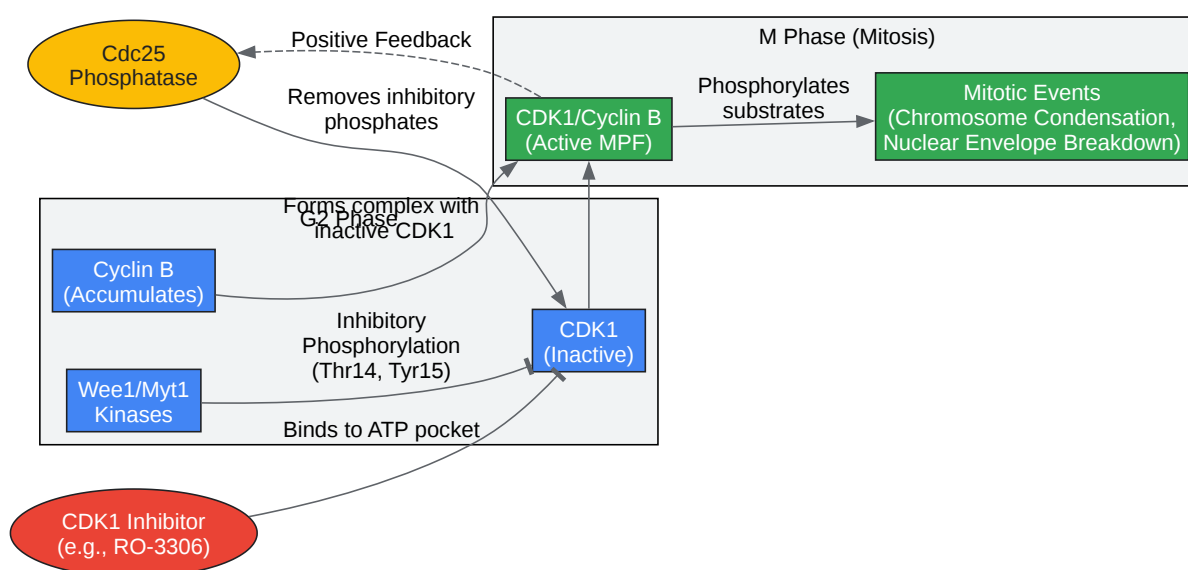 Cdc25
Phosphatase
Positive Feedback
M Phase (Mitosis)
Removes inhibitory
phosphates
CDK1/Cyclin B
(Active MPF)
Phosphorylates
substrates
Mitotic Events
(Chromosome Condensation,
Nuclear Envelope Breakdown)
G2 Phase
Forms complex with
inactive CDK1
Cyclin B
(Accumulates)
Inhibitory
Phosphorylation
(Thr14, Tyr15)
CDK1
(Inactive)
Wee1/Myt1
Kinases
Binds to ATP pocket
CDK1 Inhibitor
(e.g., RO-3306)